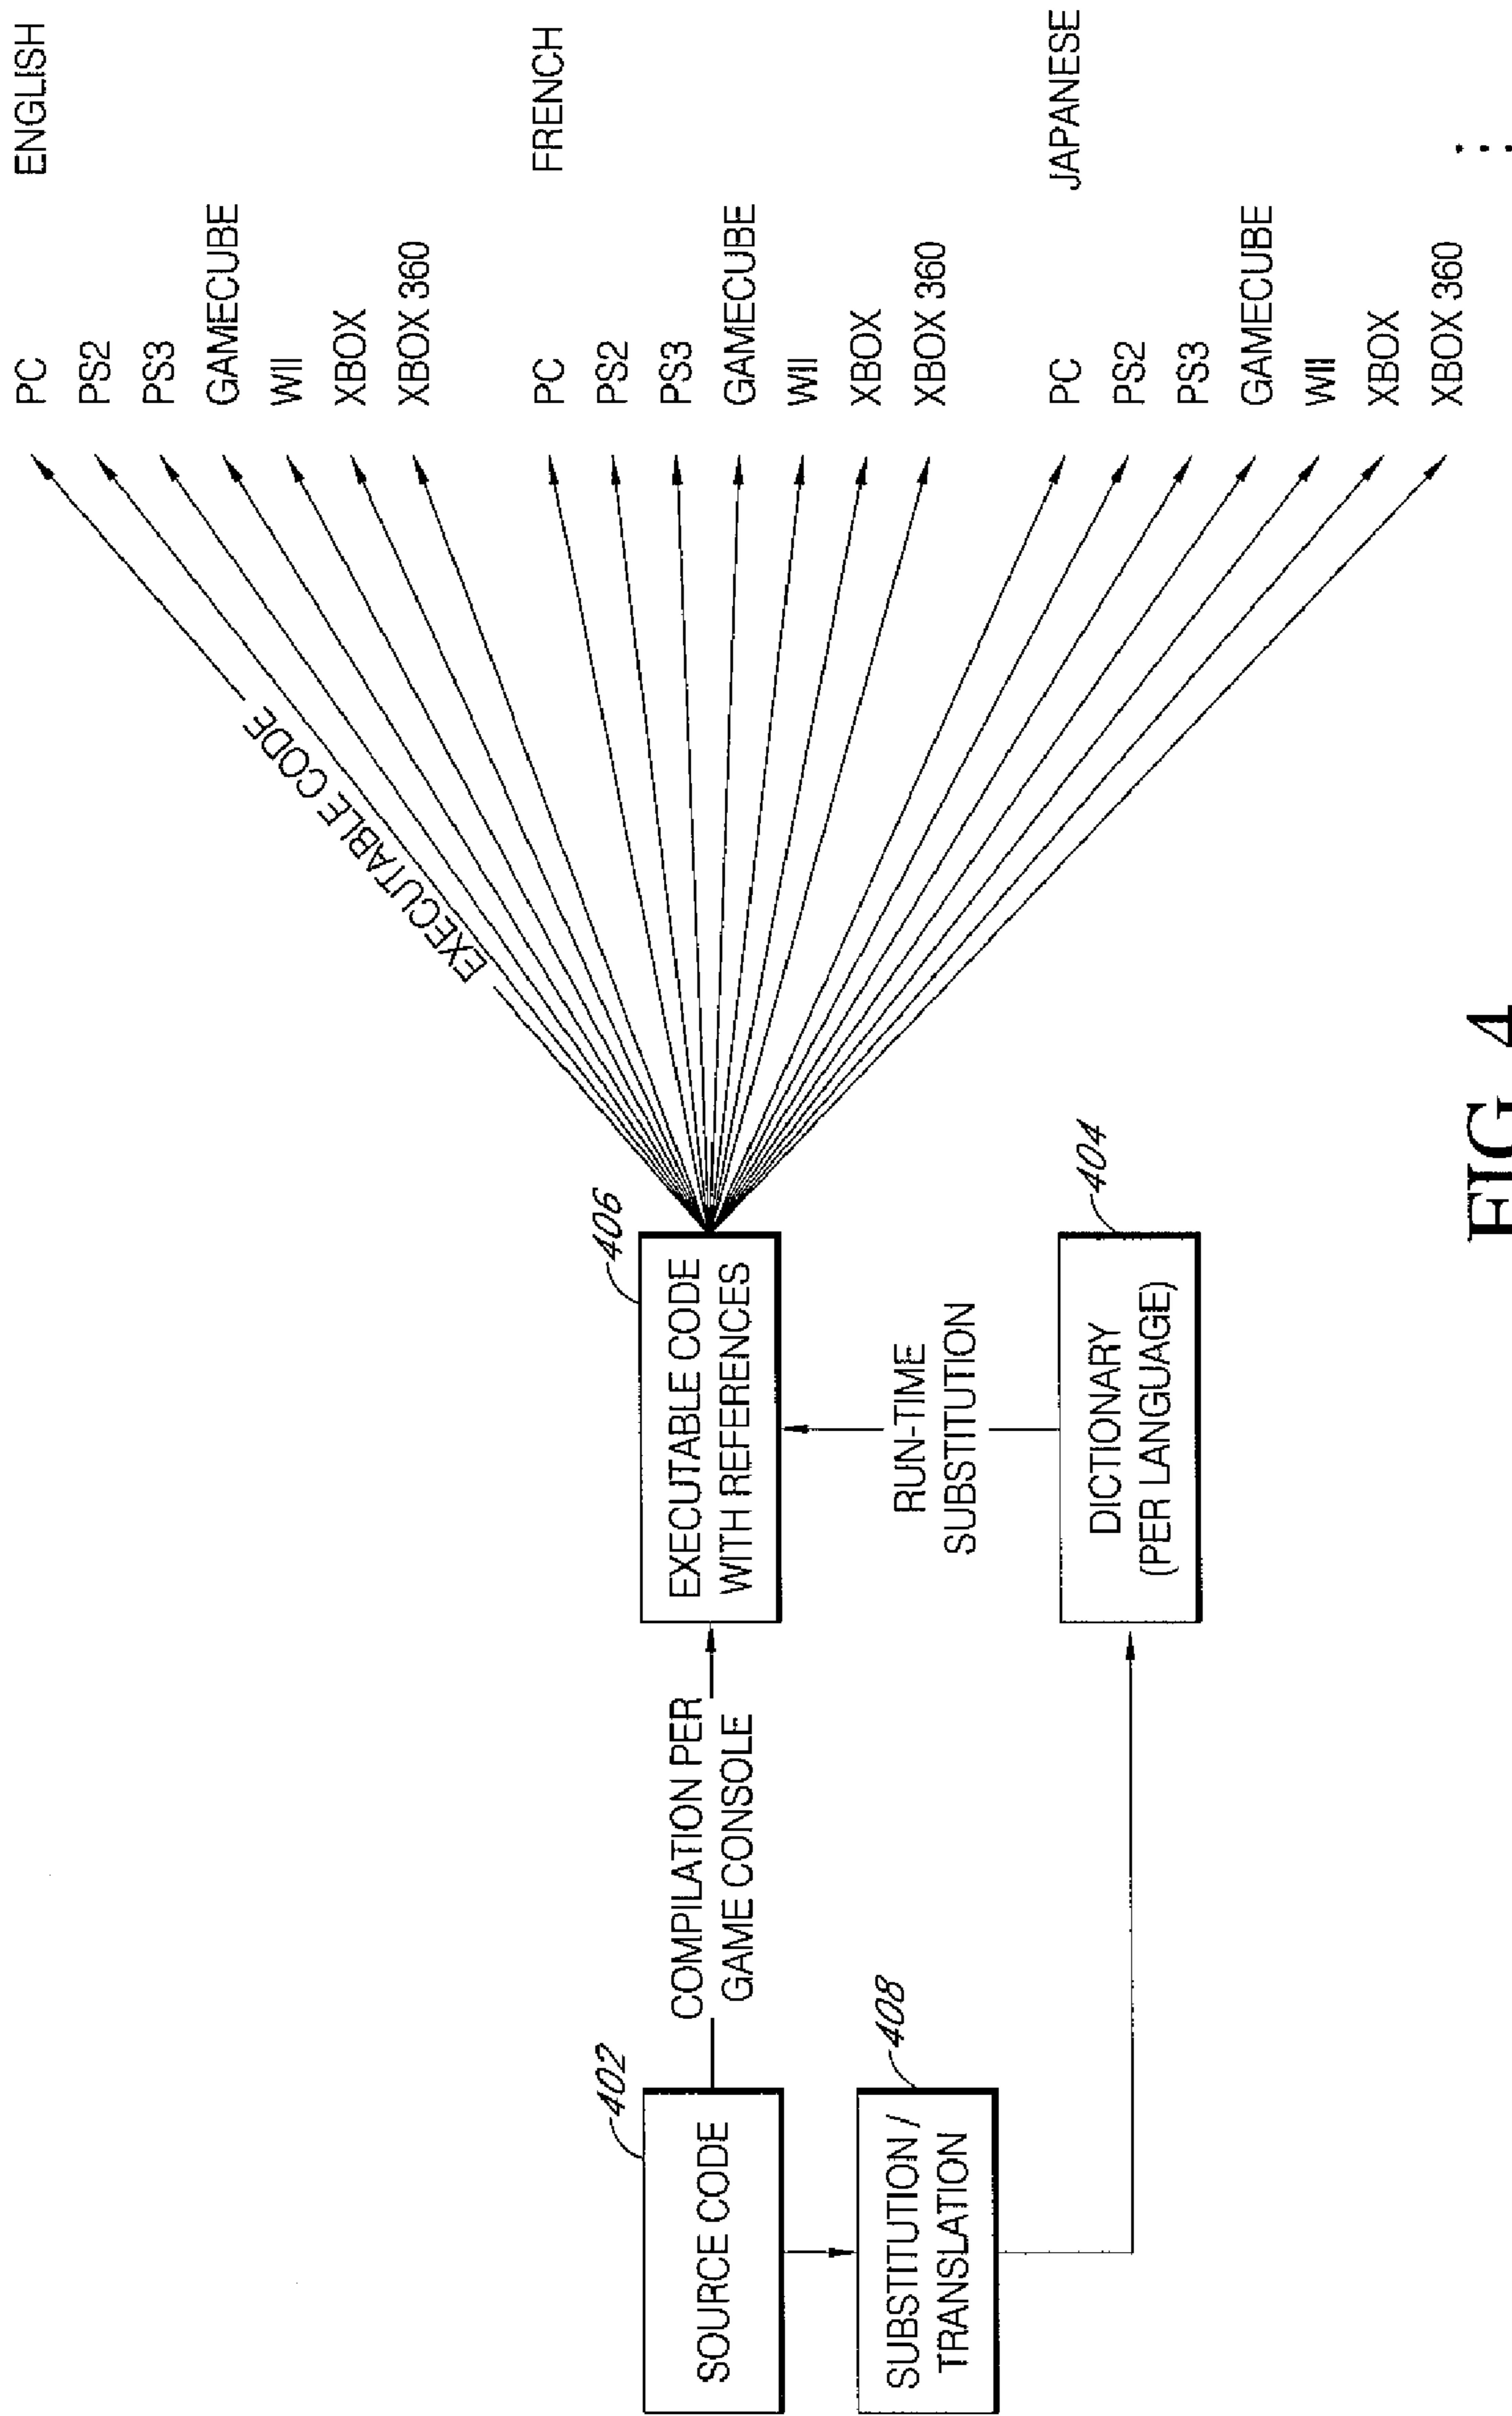 SOURCE CODE
402
SUBSTITUTION /
TRANSLATION
408
COMPILATION PER
GAME CONSOLE
EXECUTABLE CODE
WITH REFERENCES
406
RUN-TIME
SUBSTITUTION
DICTIONARY
(PER LANGUAGE)
404
EXECUTABLE CODE
ENGLISH
PC
PS2
PS3
GAMECUBE
WII
XBOX
XBOX 360
FRENCH
PC
PS2
PS3
GAMECUBE
WII
XBOX
XBOX 360
JAPANESE
PC
PS2
PS3
GAMECUBE
WII
XBOX
XBOX 360
⋮
FIG. 4